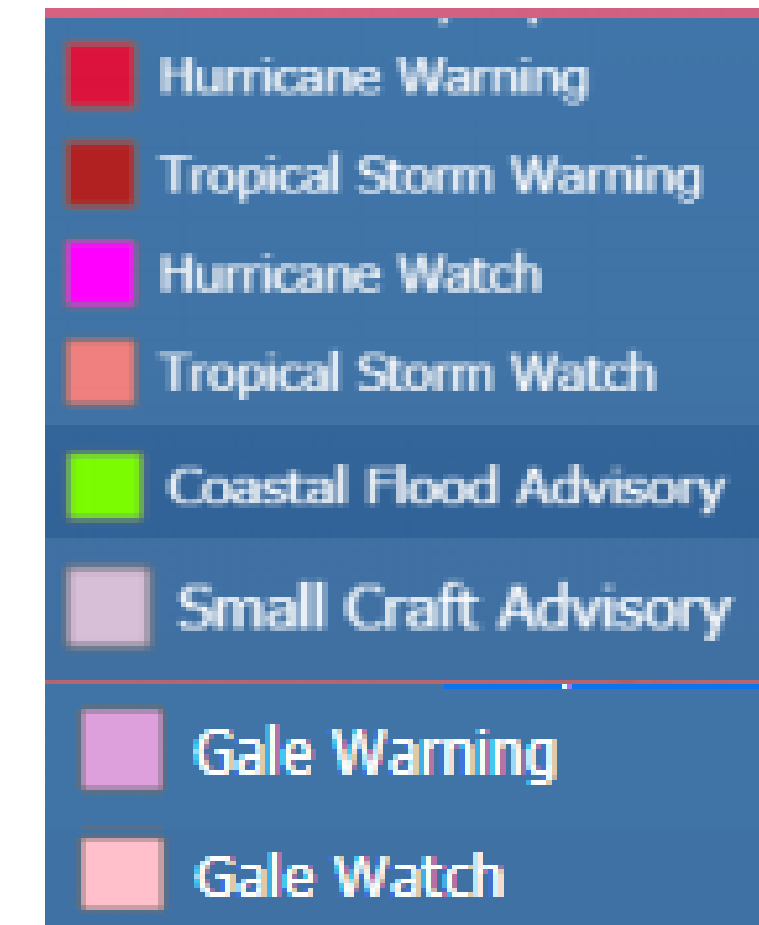 Hurricane Warning
Tropical Storm Warning
Hurricane Watch
Tropical Storm Watch
Coastal Flood Advisory
Small Craft Advisory
Gale Warning
Gale Watch